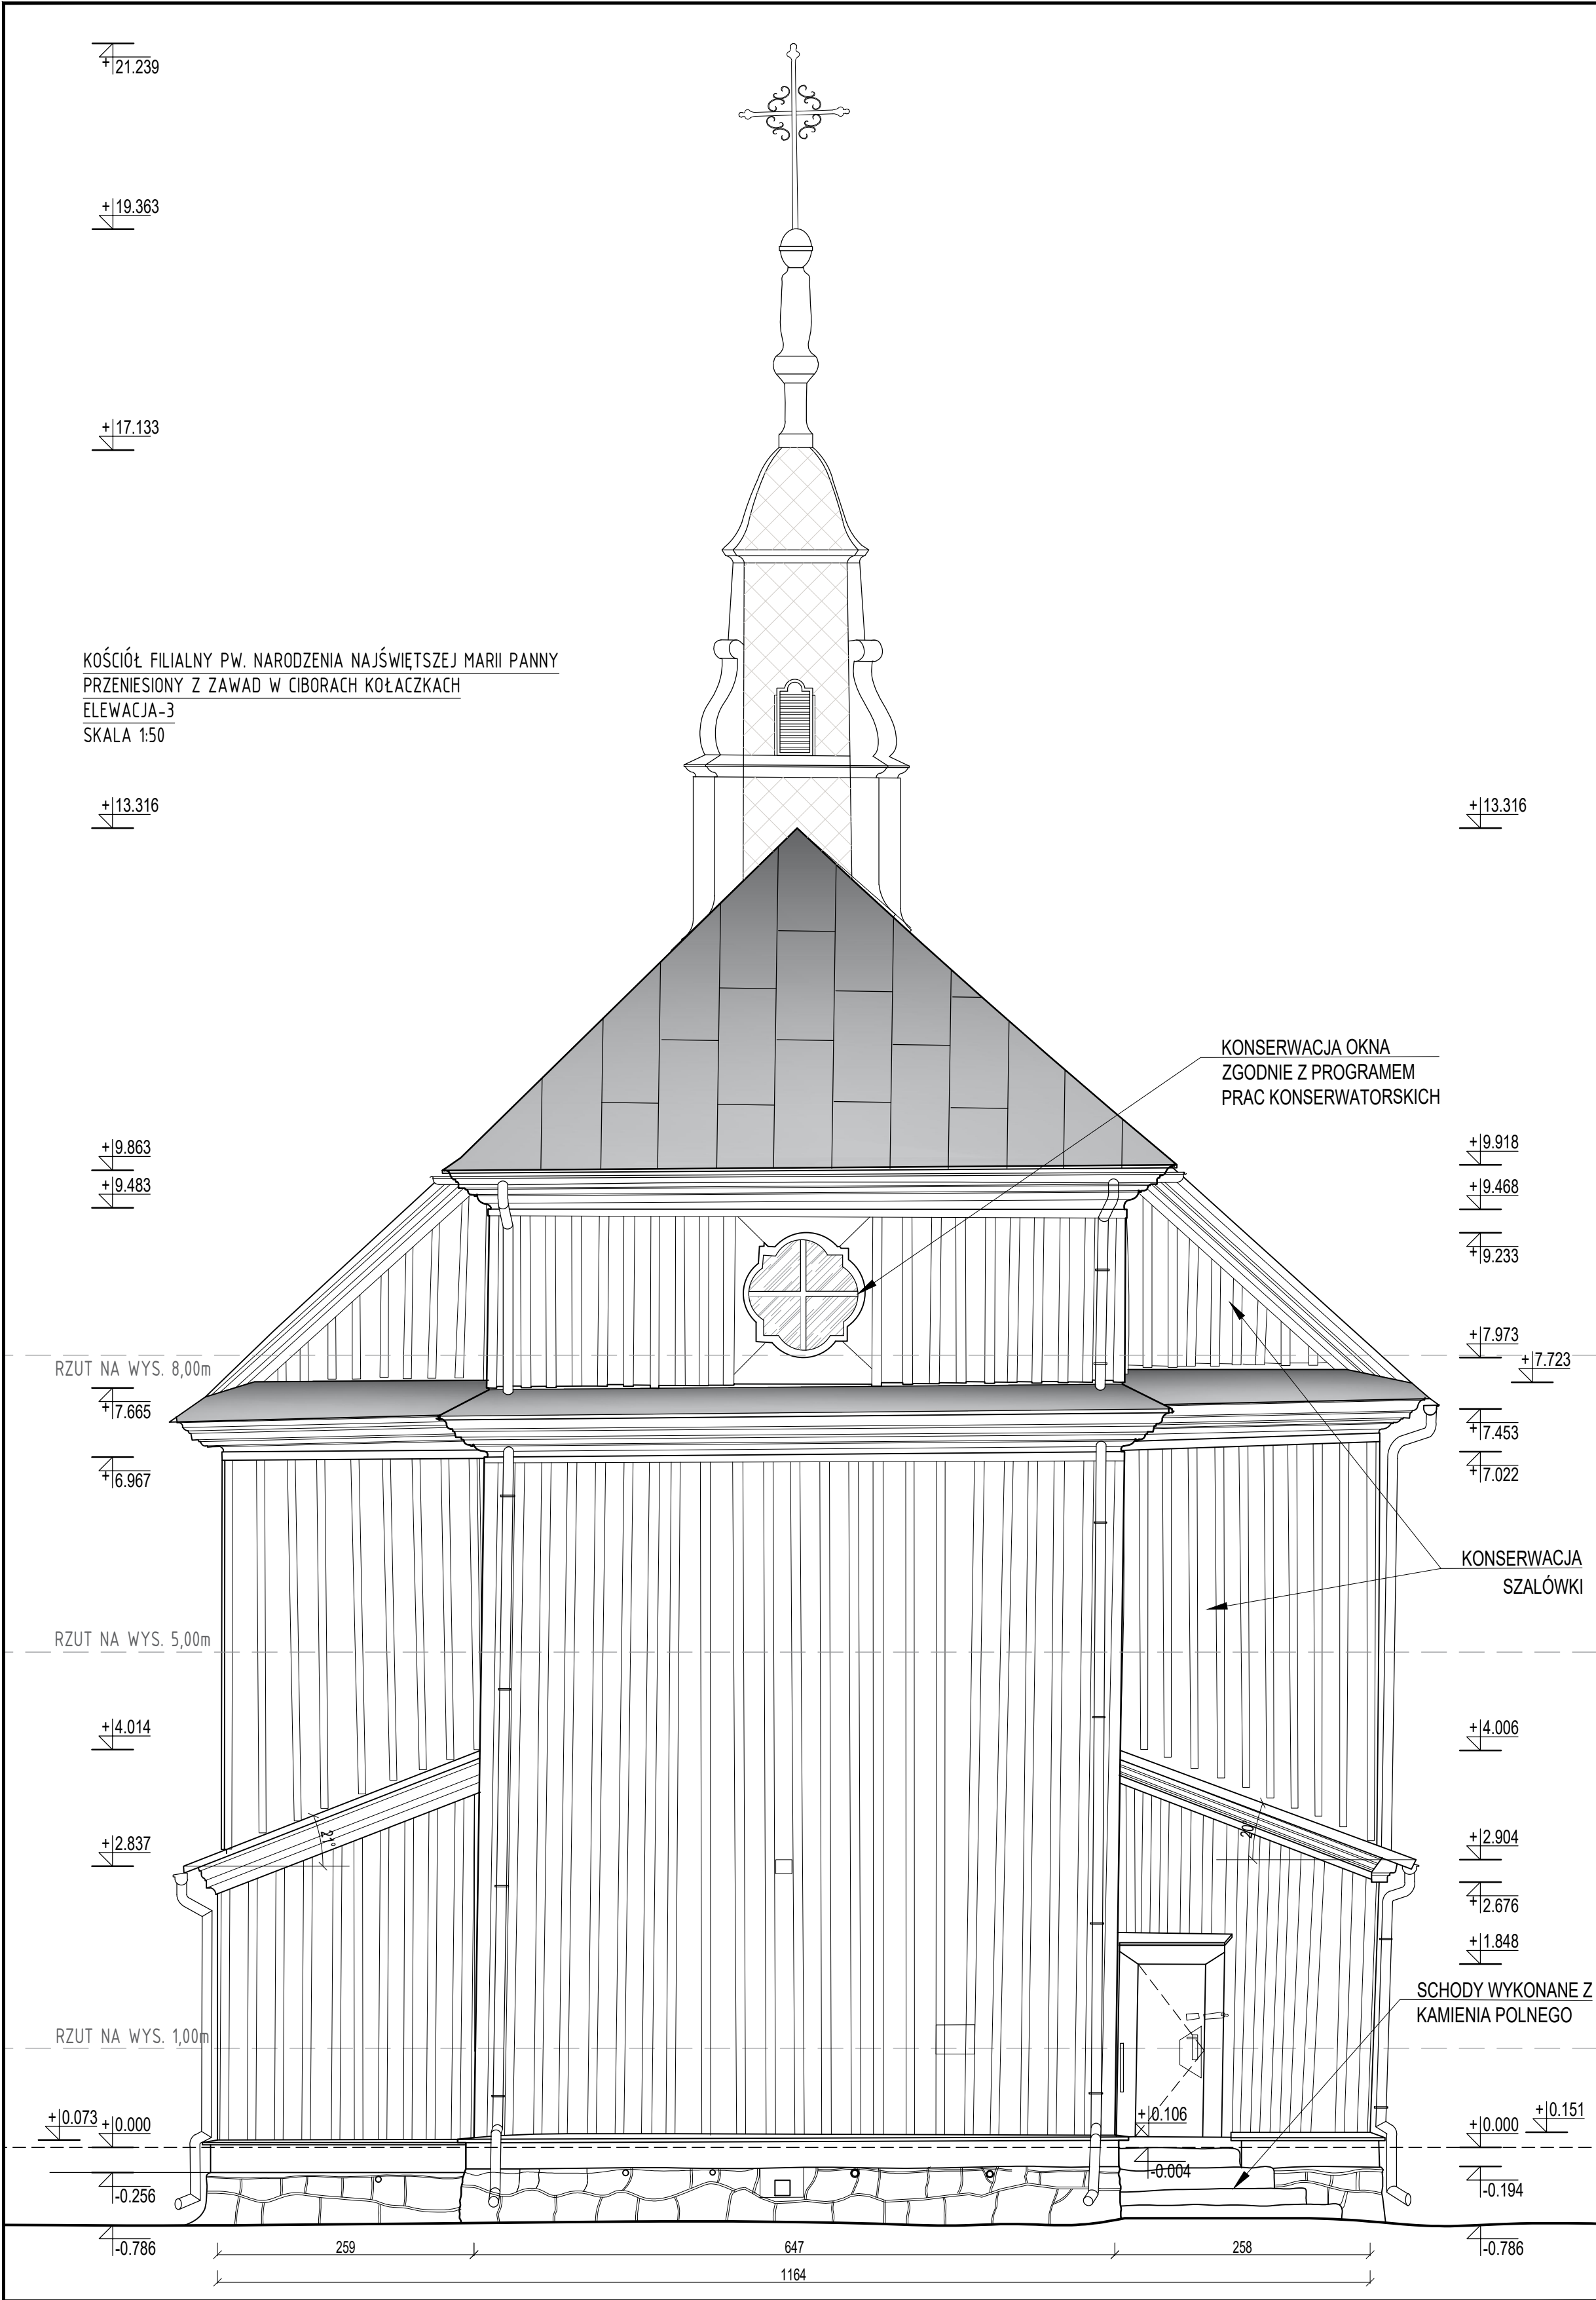 +21.239
+19.363
+17.133
KOŚCIÓŁ FILIALNY PW. NARODZENIA NAJŚWIĘTSZEJ MARII PANNY
PRZENIESIONY Z ZAWAD W CIBORACH KOŁACZKACH
ELEWACJA-3
SKALA 1:50
+13.316
+13.316
KONSERWACJA OKNA
ZGODNIE Z PROGRAMEM
PRAC KONSERWATORSKICH
+9.863
+9.918
+9.483
+9.468
+9.233
+7.973
RZUT NA WYS. 8,00m
+7.723
+7.665
+7.453
+6.967
+7.022
KONSERWACJA
SZALÓWKI
RZUT NA WYS. 5,00m
+4.014
+4.006
21°
20°
+2.837
+2.904
+2.676
+1.848
SCHODY WYKONANE Z
KAMIENIA POLNEGO
RZUT NA WYS. 1,00m
+0.073
+0.000
+0.106
+0.000
+0.151
-0.004
-0.256
-0.194
-0.786
-0.786
259
647
258
1164